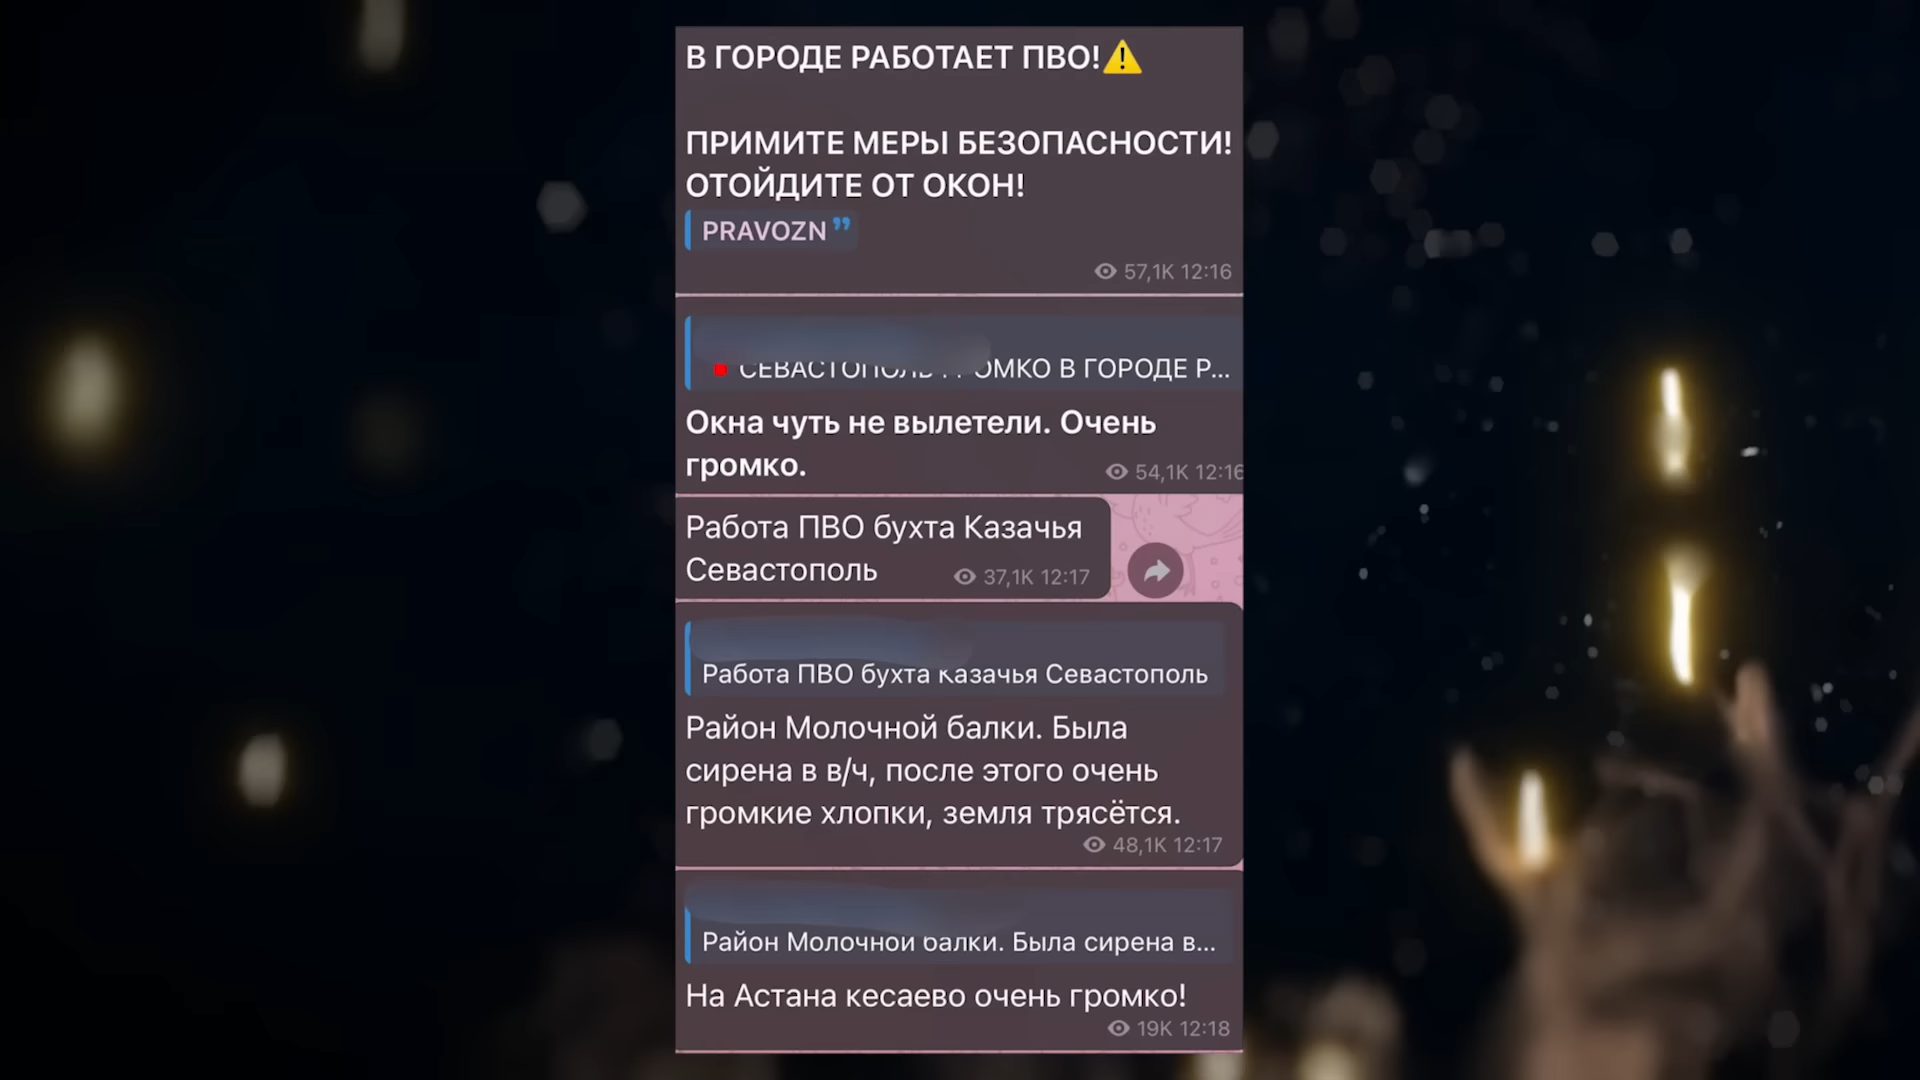 В ГОРОДЕ РАБОТАЕТ ПВО!⚠️
ПРИМИТЕ МЕРЫ БЕЗОПАСНОСТИ!
ОТОЙДИТЕ ОТ ОКОН!
PRAVOZN
57,1K 12:16
СЕВАСТОПОЛЬ ОМКО В ГОРОДЕ Р...
Окна чуть не вылетели. Очень
громко.
54,1K 12:16
Работа ПВО бухта Казачья
Севастополь
37,1K 12:17
Работа ПВО бухта казачья Севастополь
Район Молочной балки. Была
сирена в в/ч, после этого очень
громкие хлопки, земля трясётся.
48,1K 12:17
Район Молочной балки. Была сирена в...
На Астана кесаево очень громко!
19K 12:18